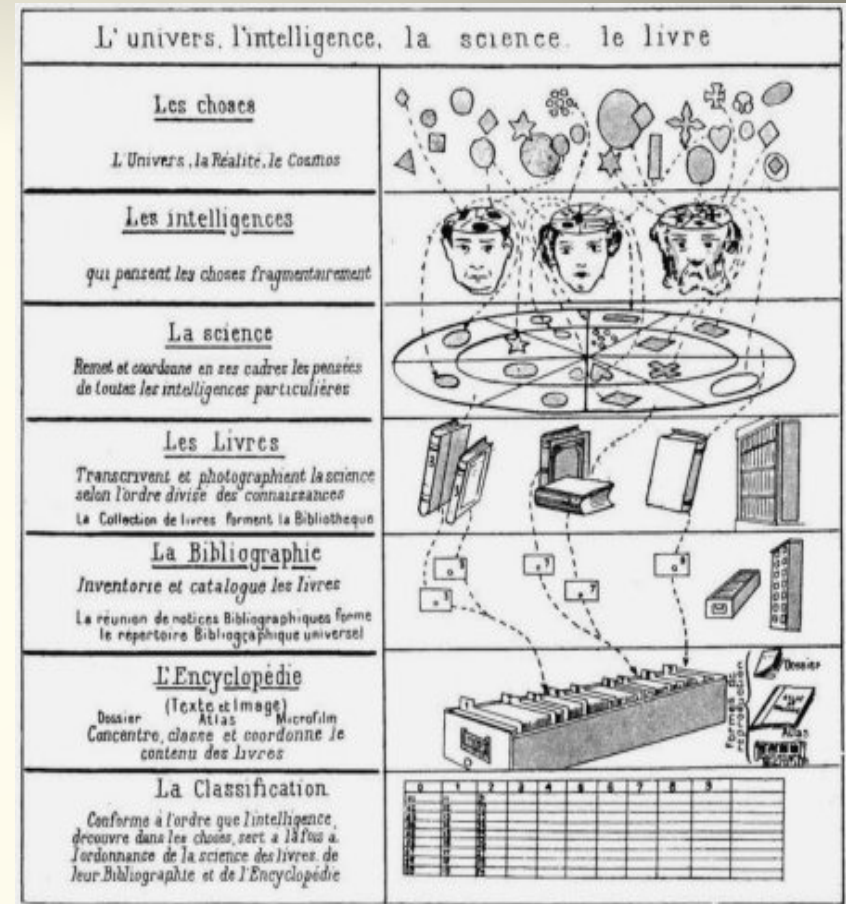 L'univers, l'intelligence, la science. le livre
Les choses
L'Univers, la Réalité, le Cosmos
Les intelligences
qui pensent les choses fragmentairement
La science
Remet et coordonne en ses cadres les pensées
de toutes les intelligences particulières
Les Livres
Transcrivent et photographient la science
selon l'ordre divisé des connaissances
La Collection de livres forment la Bibliotheque
La Bibliographie
Inventorie et catalogue les livres
La réunion de notices Bibliographiques forme
le répertoire Bibliographique universel
L'Encyclopédie
(Texte et Image)
Dossier Atlas Microfilm
Concentre, classe et coordonne le
contenu des livres
Formes de
reproduction
Dossier
Atlas
La Classification
Conforme à l'ordre que l'intelligence
découvre dans les choses, sert à la fois à
l'ordonnance de la science des livres, de
leur Bibliographie et de l'Encyclopédie
0 1 2 3 4 5 6 7 8 9